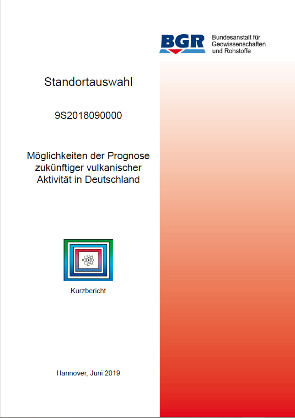 BGR
Bundesanstalt für
Geowissenschaften
und Rohstoffe
Standortauswahl
9S2018090000
Möglichkeiten der Prognose
zukünftiger vulkanischer
Aktivität in Deutschland
Kurzbericht
Hannover, Juni 2019